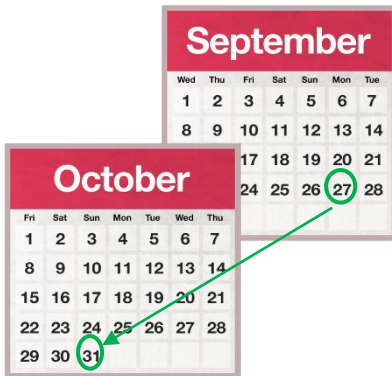 September
Wed Thu Fri Sat Sun Mon Tue
1 2 3 4 5 6 7
8 9 10 11 12 13 14
17 18 19 20 21
24 25 26 27 28
October
Fri Sat Sun Mon Tue Wed Thu
1 2 3 4 5 6 7
8 9 10 11 12 13 14
15 16 17 18 19 20 21
22 23 24 25 26 27 28
29 30 31